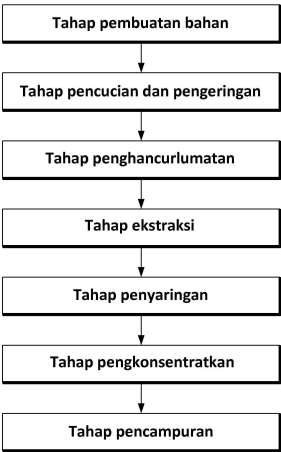 Tahap pembuatan bahan
Tahap pencucian dan pengeringan
Tahap penghancurlumatan
Tahap ekstraksi
Tahap penyaringan
Tahap pengkonsentratkan
Tahap pencampuran